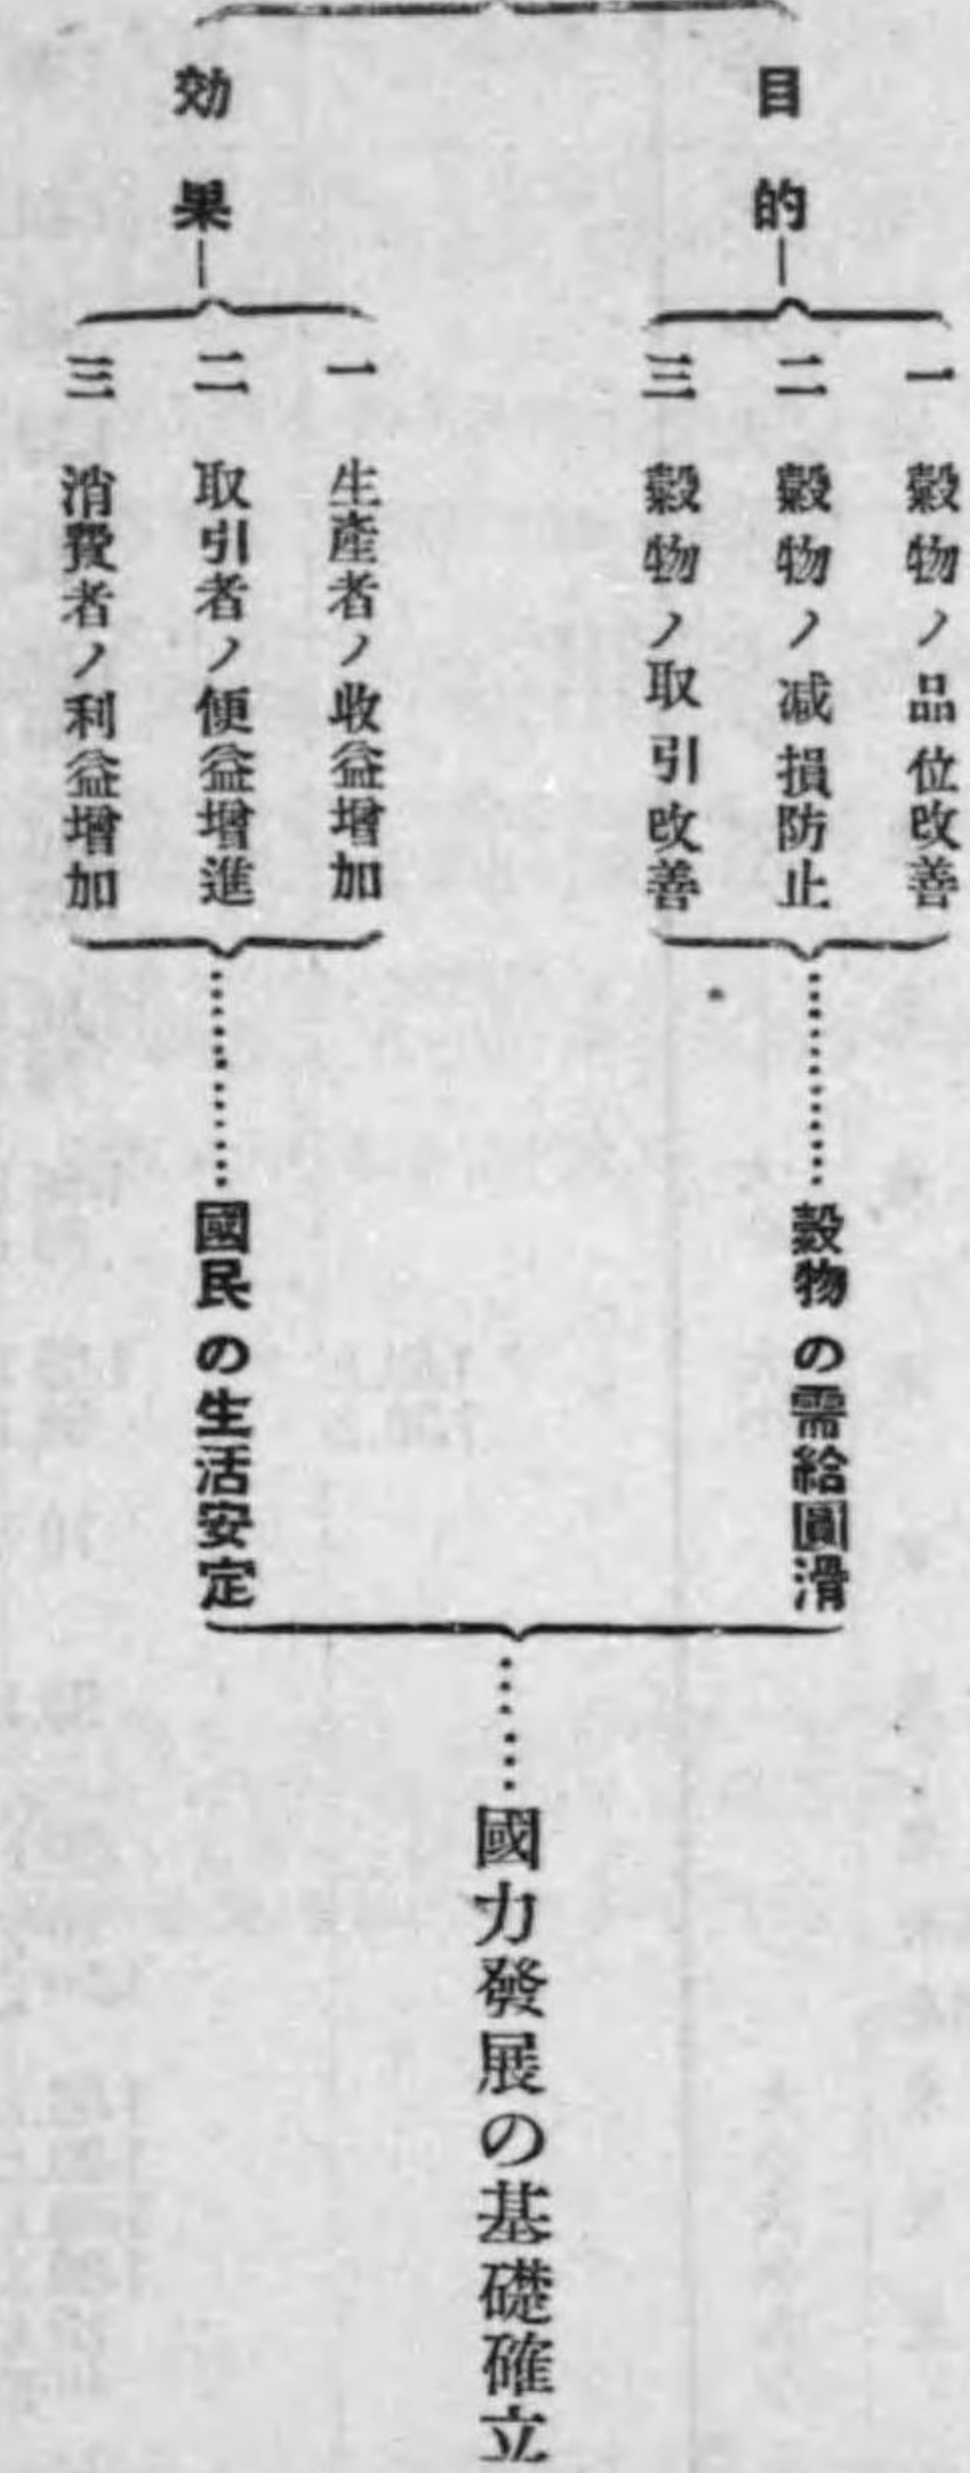 目的
一 穀物ノ品位改善
二 穀物ノ減損防止
三 穀物ノ取引改善
穀物の需給圓滑
効果
一 生產者ノ收益增加
二 取引者ノ便益增進
三 消費者ノ利益增加
國民の生活安定
國力發展の基礎確立